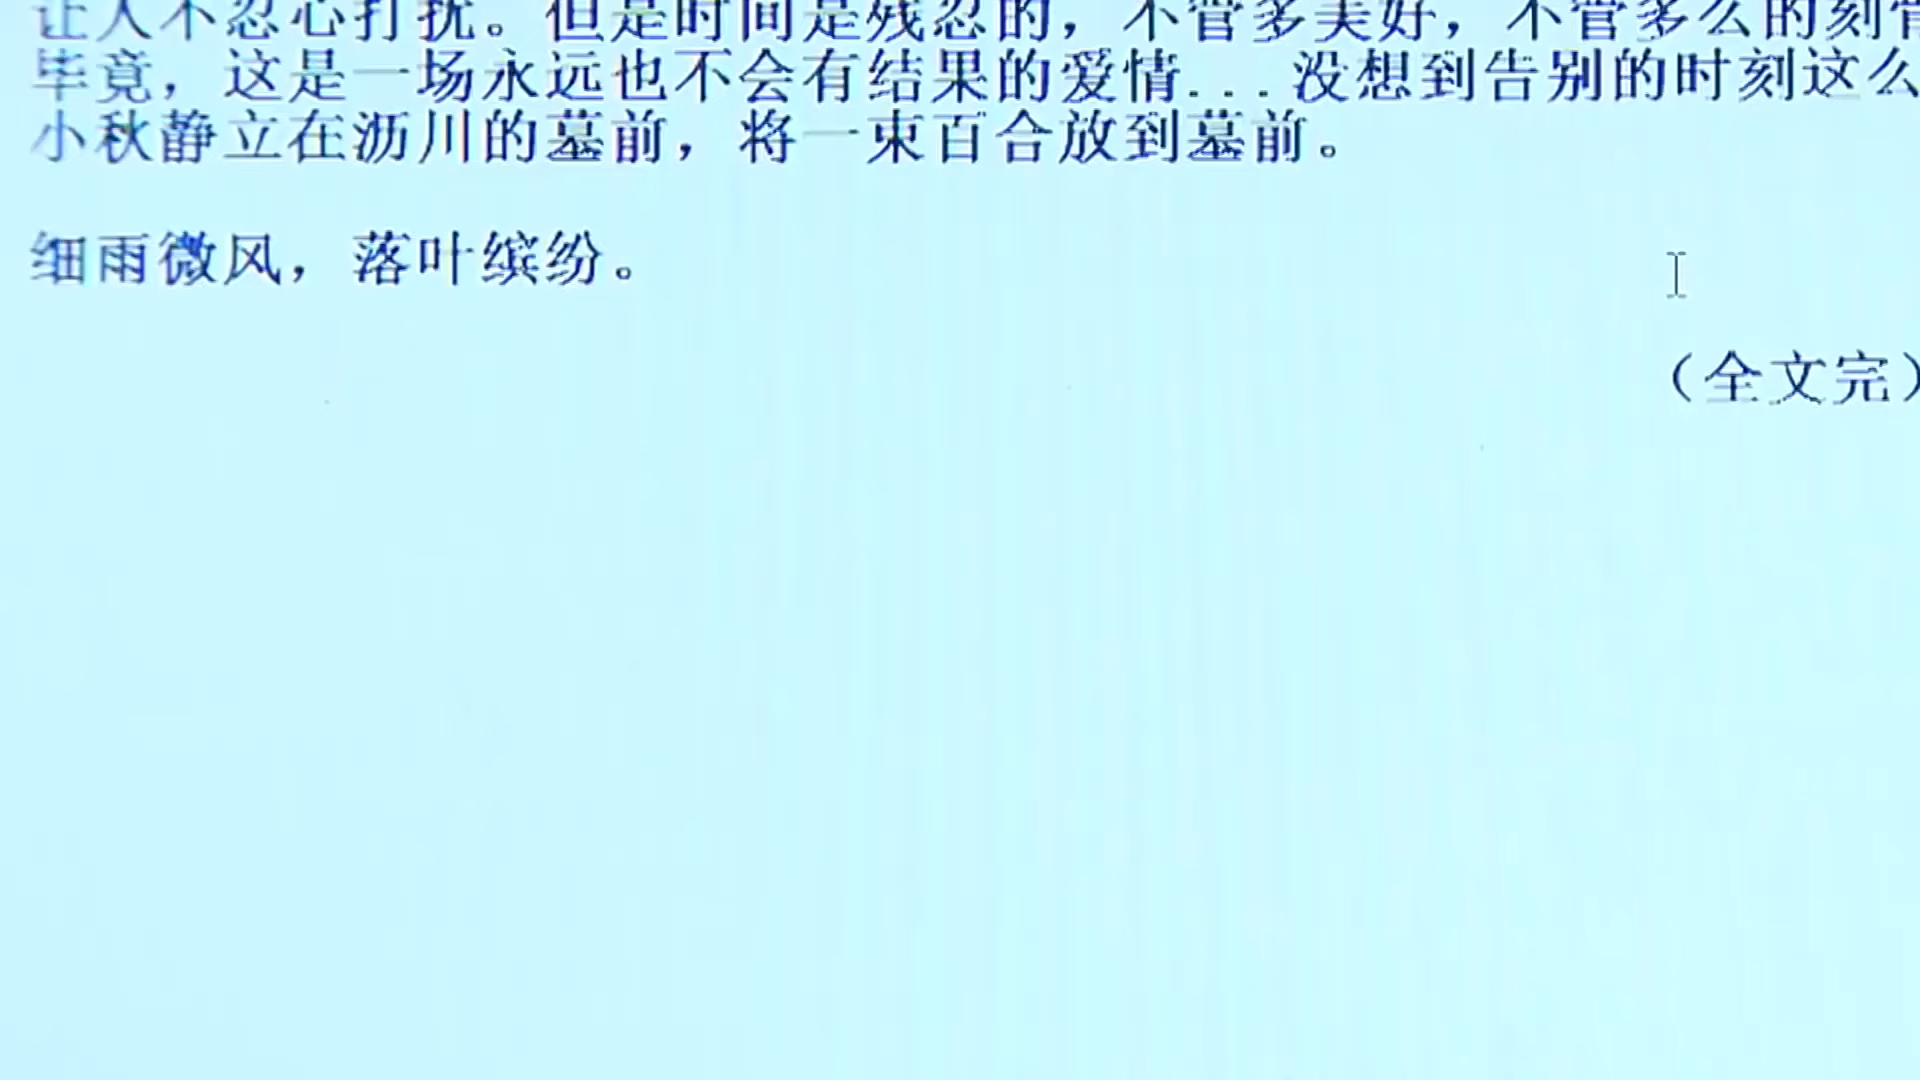 让人不忍心打扰。但是时间是残忍的，不管多美好，不管多么的刻骨
毕竟，这是一场永远也不会有结果的爱情...没想到告别的时刻这么
小秋静立在沥川的墓前，将一束百合放到墓前。
细雨微风，落叶缤纷。
（全文完）